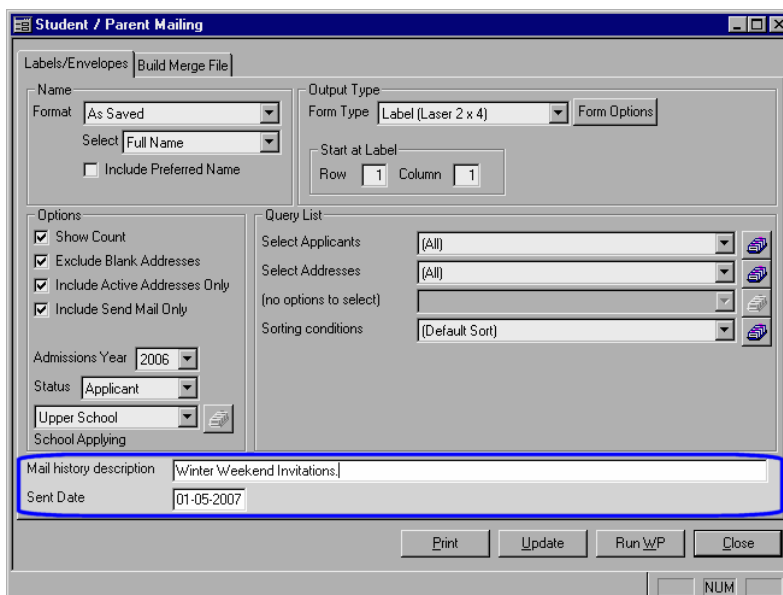 Student / Parent Mailing
Labels/Envelopes Build Merge File
Name
Format As Saved
Select Full Name
Include Preferred Name
Output Type
Form Type Label (Laser 2 x 4) Form Options
Start at Label
Row 1 Column 1
Options
Show Count
Exclude Blank Addresses
Include Active Addresses Only
Include Send Mail Only
Admissions Year 2006
Status Applicant
Upper School
School Applying
Query List
Select Applicants (All)
Select Addresses (All)
(no options to select)
Sorting conditions (Default Sort)
Mail history description Winter Weekend Invitations.
Sent Date 01-05-2007
Print Update Run WP Close
NUM